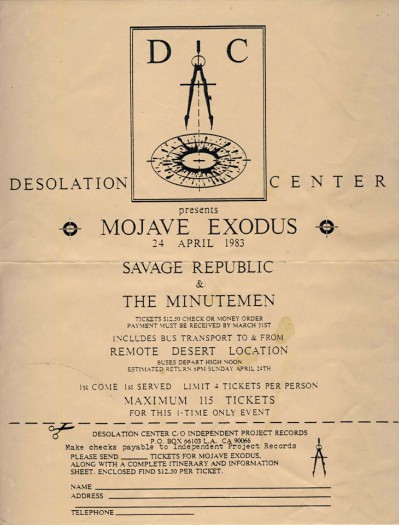 D C
DESOLATION CENTER
presents
MOJAVE EXODUS
24 APRIL 1983
SAVAGE REPUBLIC
&
THE MINUTEMEN
TICKETS $12.50 CHECK OR MONEY ORDER
PAYMENT MUST BE RECEIVED BY MARCH 31ST
INCLUDES BUS TRANSPORT TO & FROM
REMOTE DESERT LOCATION
BUSES DEPART HIGH NOON
ESTIMATED RETURN 8PM SUNDAY APRIL 24TH
1st COME 1st SERVED LIMIT 4 TICKETS PER PERSON
MAXIMUM 115 TICKETS
FOR THIS 1-TIME ONLY EVENT
DESOLATION CENTER C/O INDEPENDENT PROJECT RECORDS
P.O. BOX 66103 L.A. CA 90066
Make checks payable to Independent Project Records
PLEASE SEND ______ TICKETS FOR MOJAVE EXODUS,
ALONG WITH A COMPLETE ITINERARY AND INFORMATION
SHEET. ENCLOSED FIND $12.50 PER TICKET.
NAME
ADDRESS
TELEPHONE